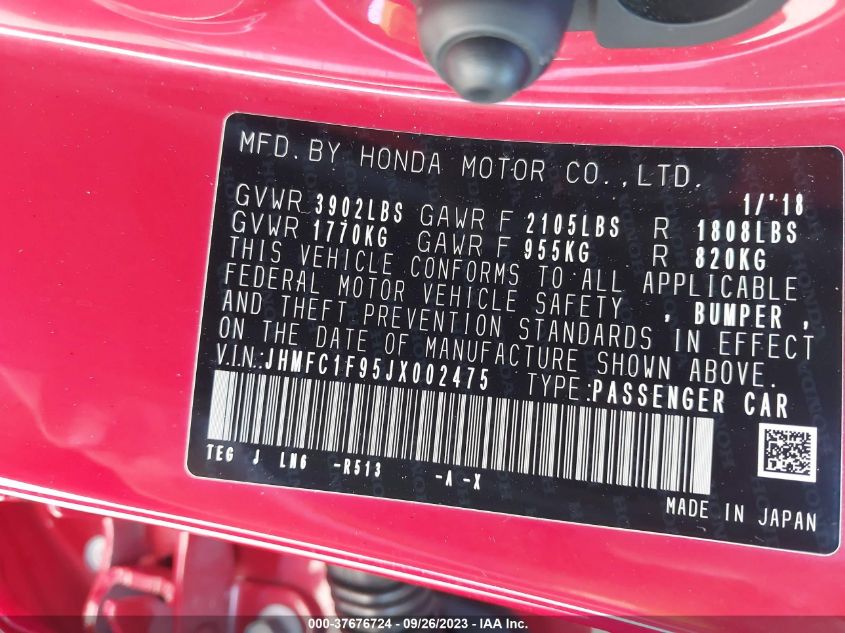 MFD. BY HONDA MOTOR CO., LTD.
1/'18
GVWR 3902LBS GAWR F 2105LBS R 1808LBS
GVWR 1770KG GAWR F 955KG R 820KG
THIS VEHICLE CONFORMS TO ALL APPLICABLE
FEDERAL MOTOR VEHICLE SAFETY , BUMPER ,
AND THEFT PREVENTION STANDARDS IN EFFECT
ON THE DATE OF MANUFACTURE SHOWN ABOVE.
V.IN.: JHMFC1F95JX002475 TYPE:PASSENGER CAR
TEG J LN6 -R513 -A -X
MADE IN JAPAN
000-37676724 - 09/26/2023 - IAA Inc.